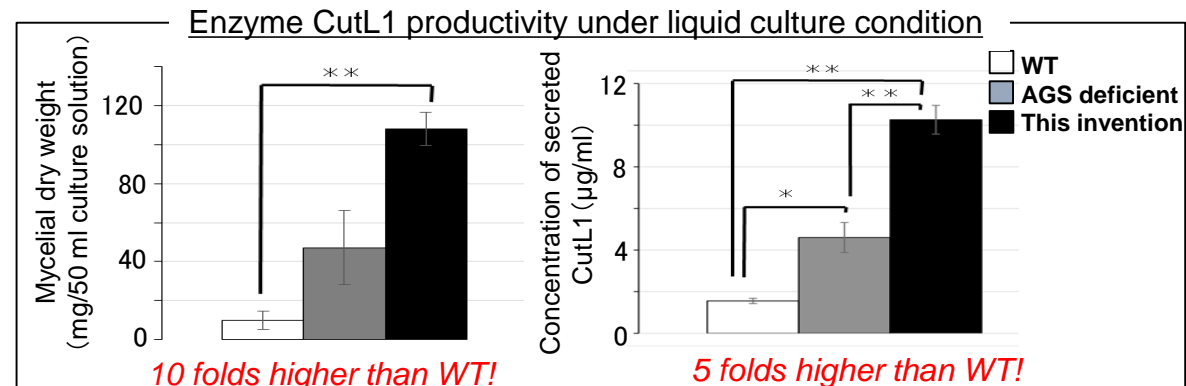 Enzyme CutL1 productivity under liquid culture condition
Mycelial dry weight
(mg/50 ml culture solution)
120
80
40
0
**
10 folds higher than WT!
Concentration of secreted
CutL1(μg/ml)
12
8
4
0
**
**
*
5 folds higher than WT!
WT
AGS deficient
This invention